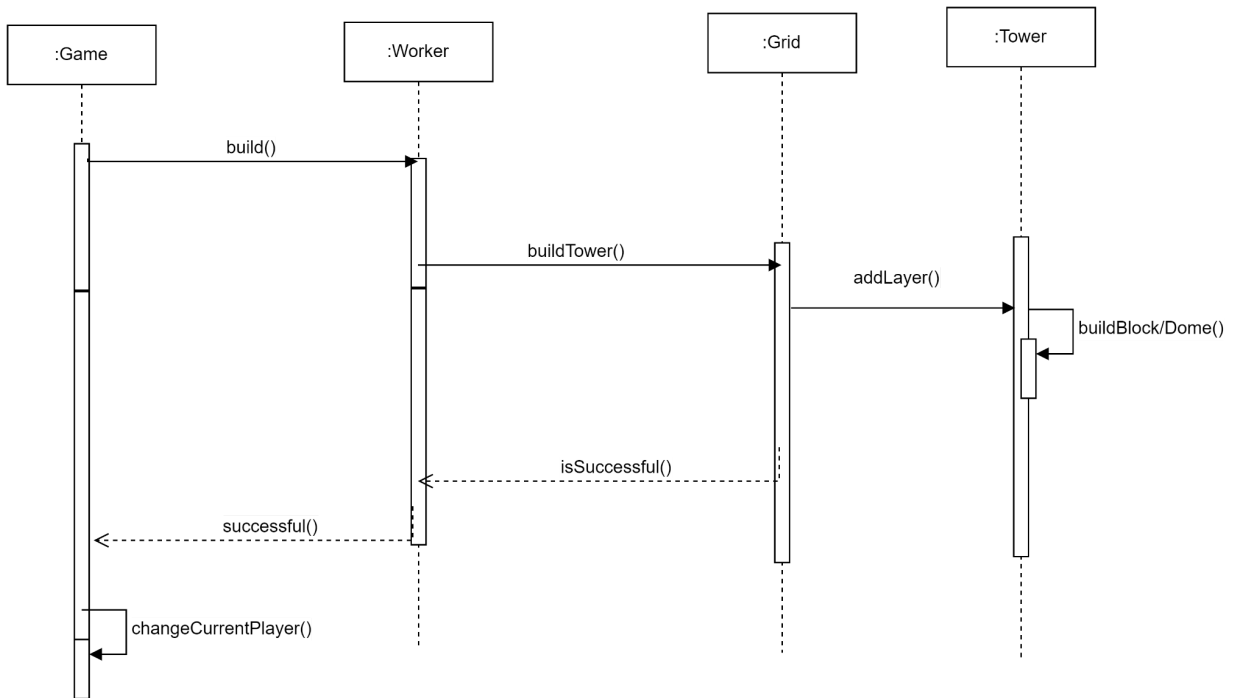 :Game
:Worker
:Grid
:Tower
build()
buildTower()
addLayer()
buildBlock/Dome()
isSuccessful()
successful()
changeCurrentPlayer()